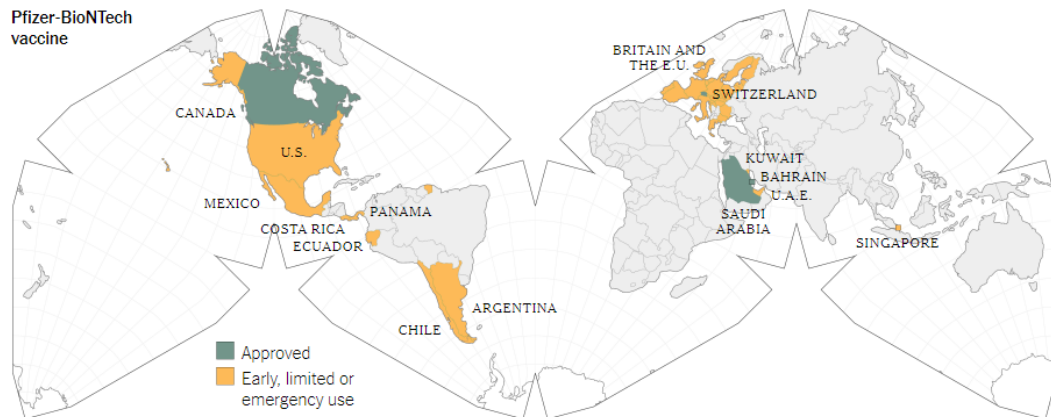 Pfizer-BioNTech
vaccine
BRITAIN AND
THE E.U.
SWITZERLAND
CANADA
U.S.
KUWAIT
BAHRAIN
U.A.E.
MEXICO
PANAMA
SAUDI
ARABIA
COSTA RICA
ECUADOR
SINGAPORE
ARGENTINA
CHILE
Approved
Early, limited or
emergency use